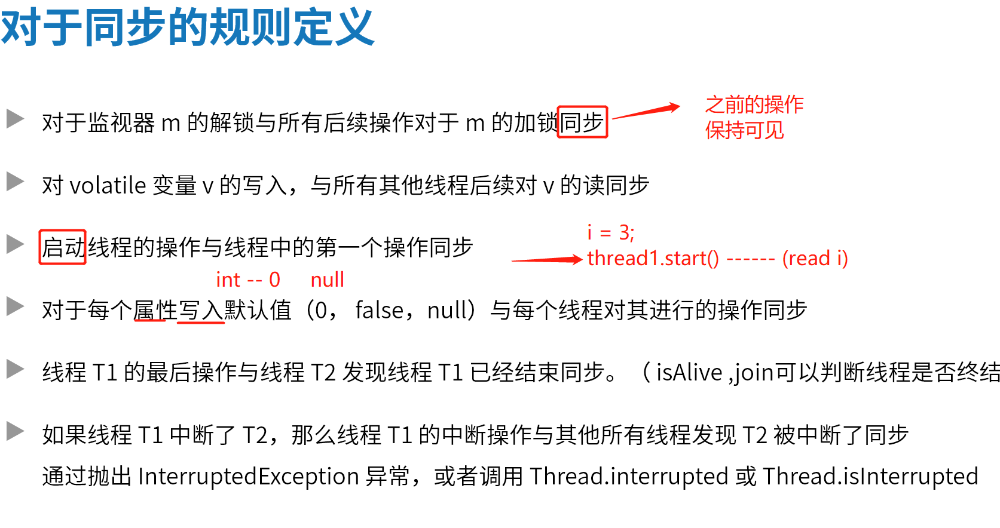 对于同步的规则定义
对于监视器 m 的解锁与所有后续操作对于 m 的加锁同步
之前的操作
保持可见
对 volatile 变量 v 的写入，与所有其他线程后续对 v 的读同步
i = 3;
启动线程的操作与线程中的第一个操作同步
thread1.start() ------ (read i)
int -- 0 null
对于每个属性写入默认值（0， false，null）与每个线程对其进行的操作同步
线程 T1 的最后操作与线程 T2 发现线程 T1 已经结束同步。（ isAlive ,join可以判断线程是否终结
如果线程 T1 中断了 T2，那么线程 T1 的中断操作与其他所有线程发现 T2 被中断了同步
通过抛出 InterruptedException 异常，或者调用 Thread.interrupted 或 Thread.isInterrupted